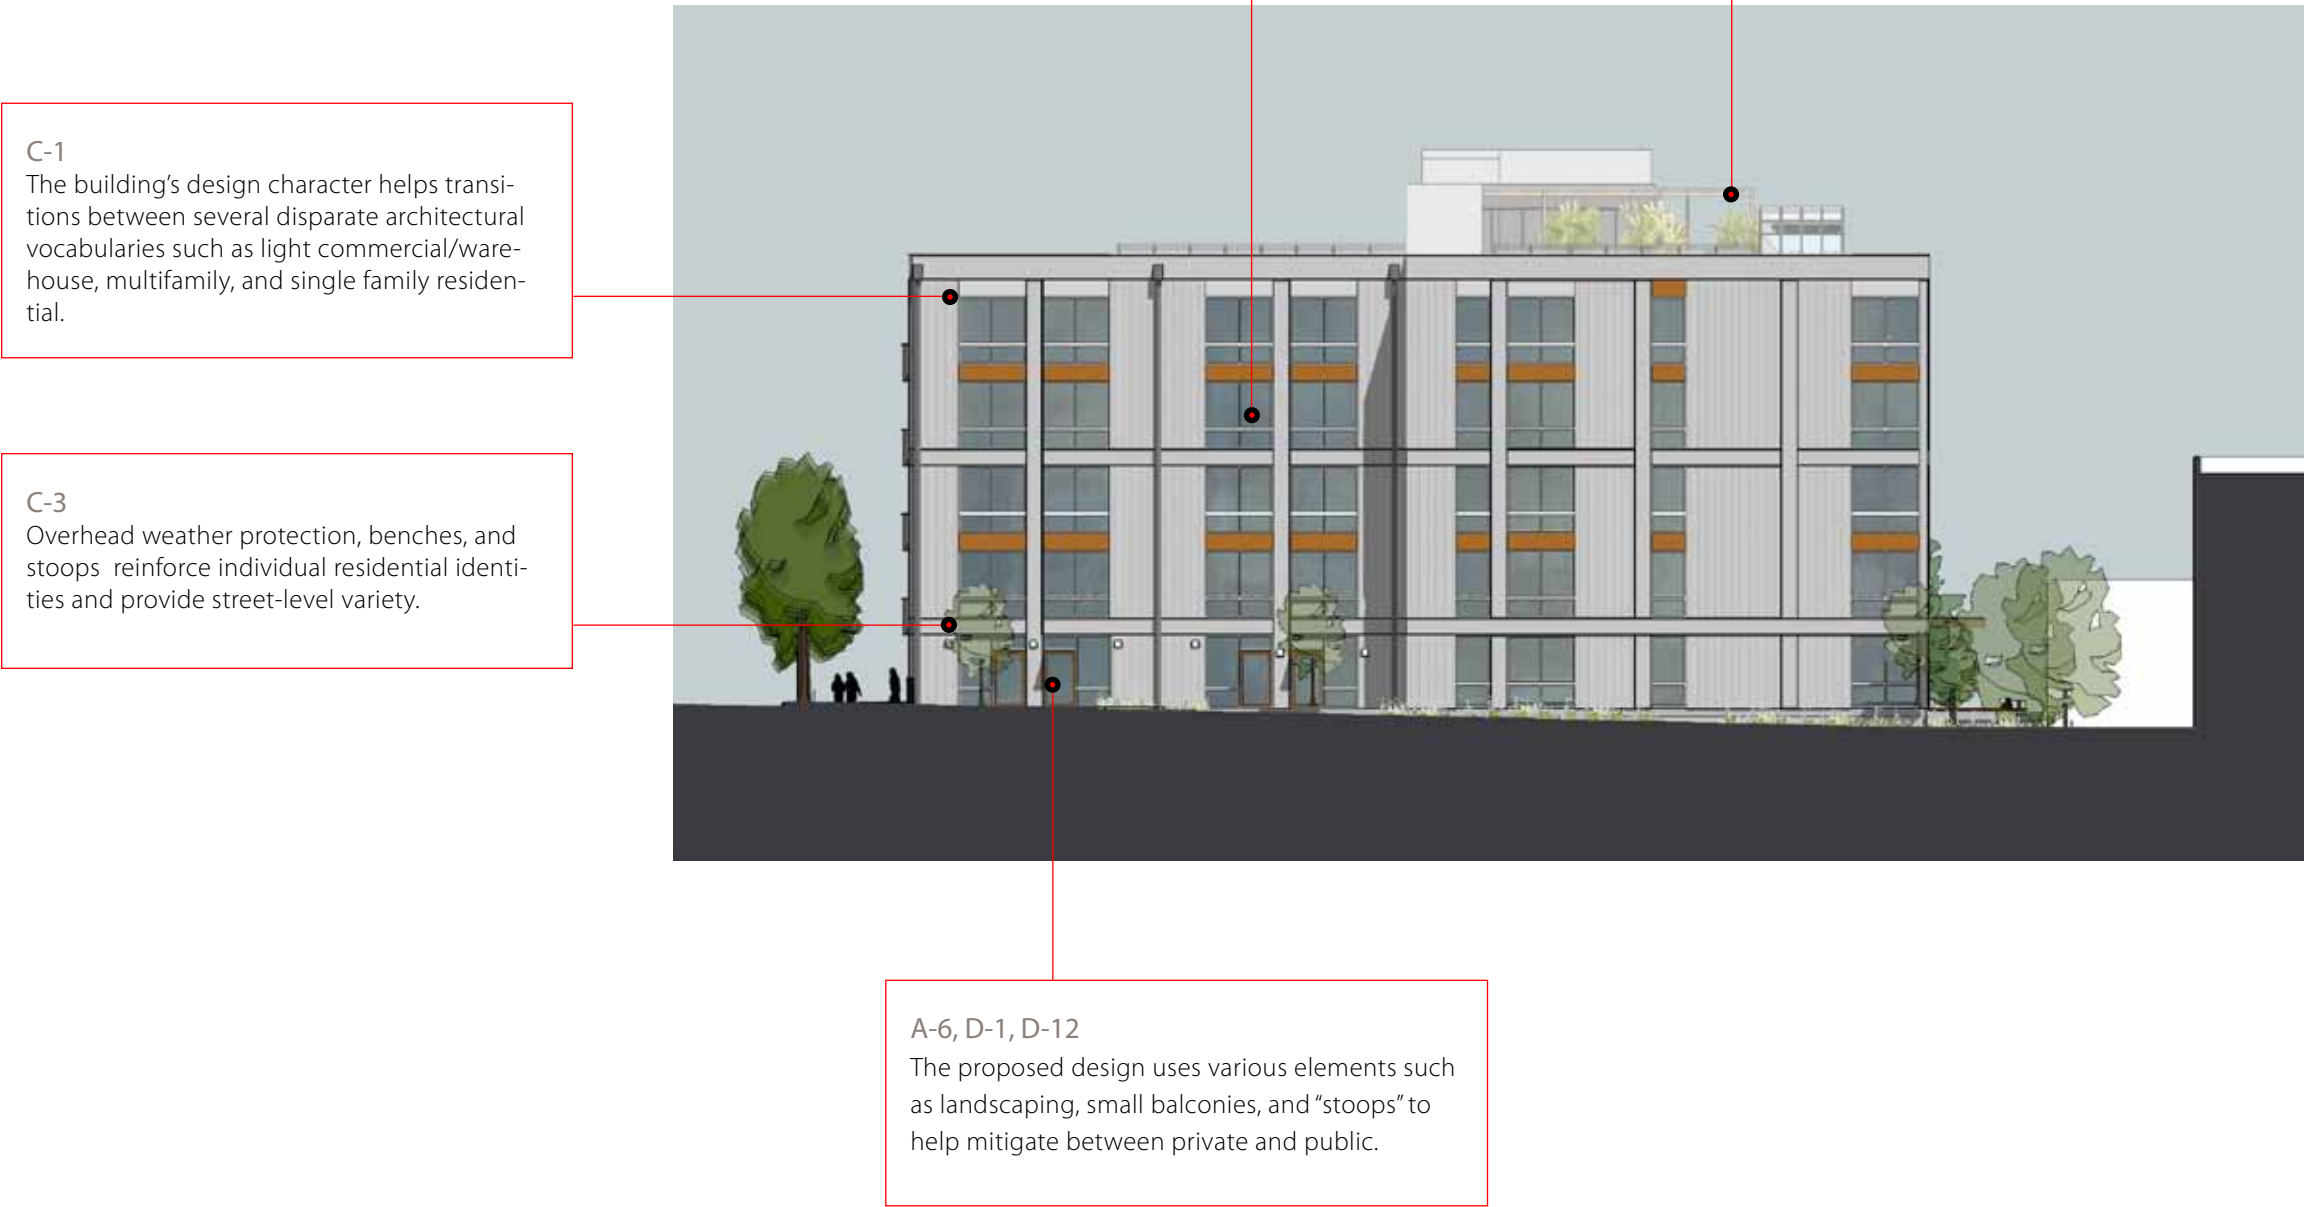 C-1
The building’s design character helps transi-
tions between several disparate architectural
vocabularies such as light commercial/ware-
house, multifamily, and single family residen-
tial.
C-3
Overhead weather protection, benches, and
stoops  reinforce individual residential identi-
ties and provide street-level variety.
A-6, D-1, D-12
The proposed design uses various elements such
as landscaping, small balconies, and “stoops” to
help mitigate between private and public.